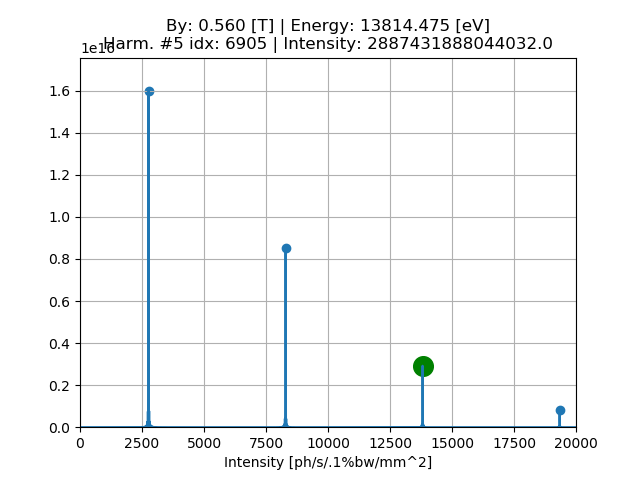 By: 0.560 [T] | Energy: 13814.475 [eV]
Harm. #5 idx: 6905 | Intensity: 2887431888044032.0
1e16
1.6
1.4
1.2
1.0
0.8
0.6
0.4
0.2
0.0
0 2500 5000 7500 10000 12500 15000 17500 20000
Intensity [ph/s/.1%bw/mm^2]